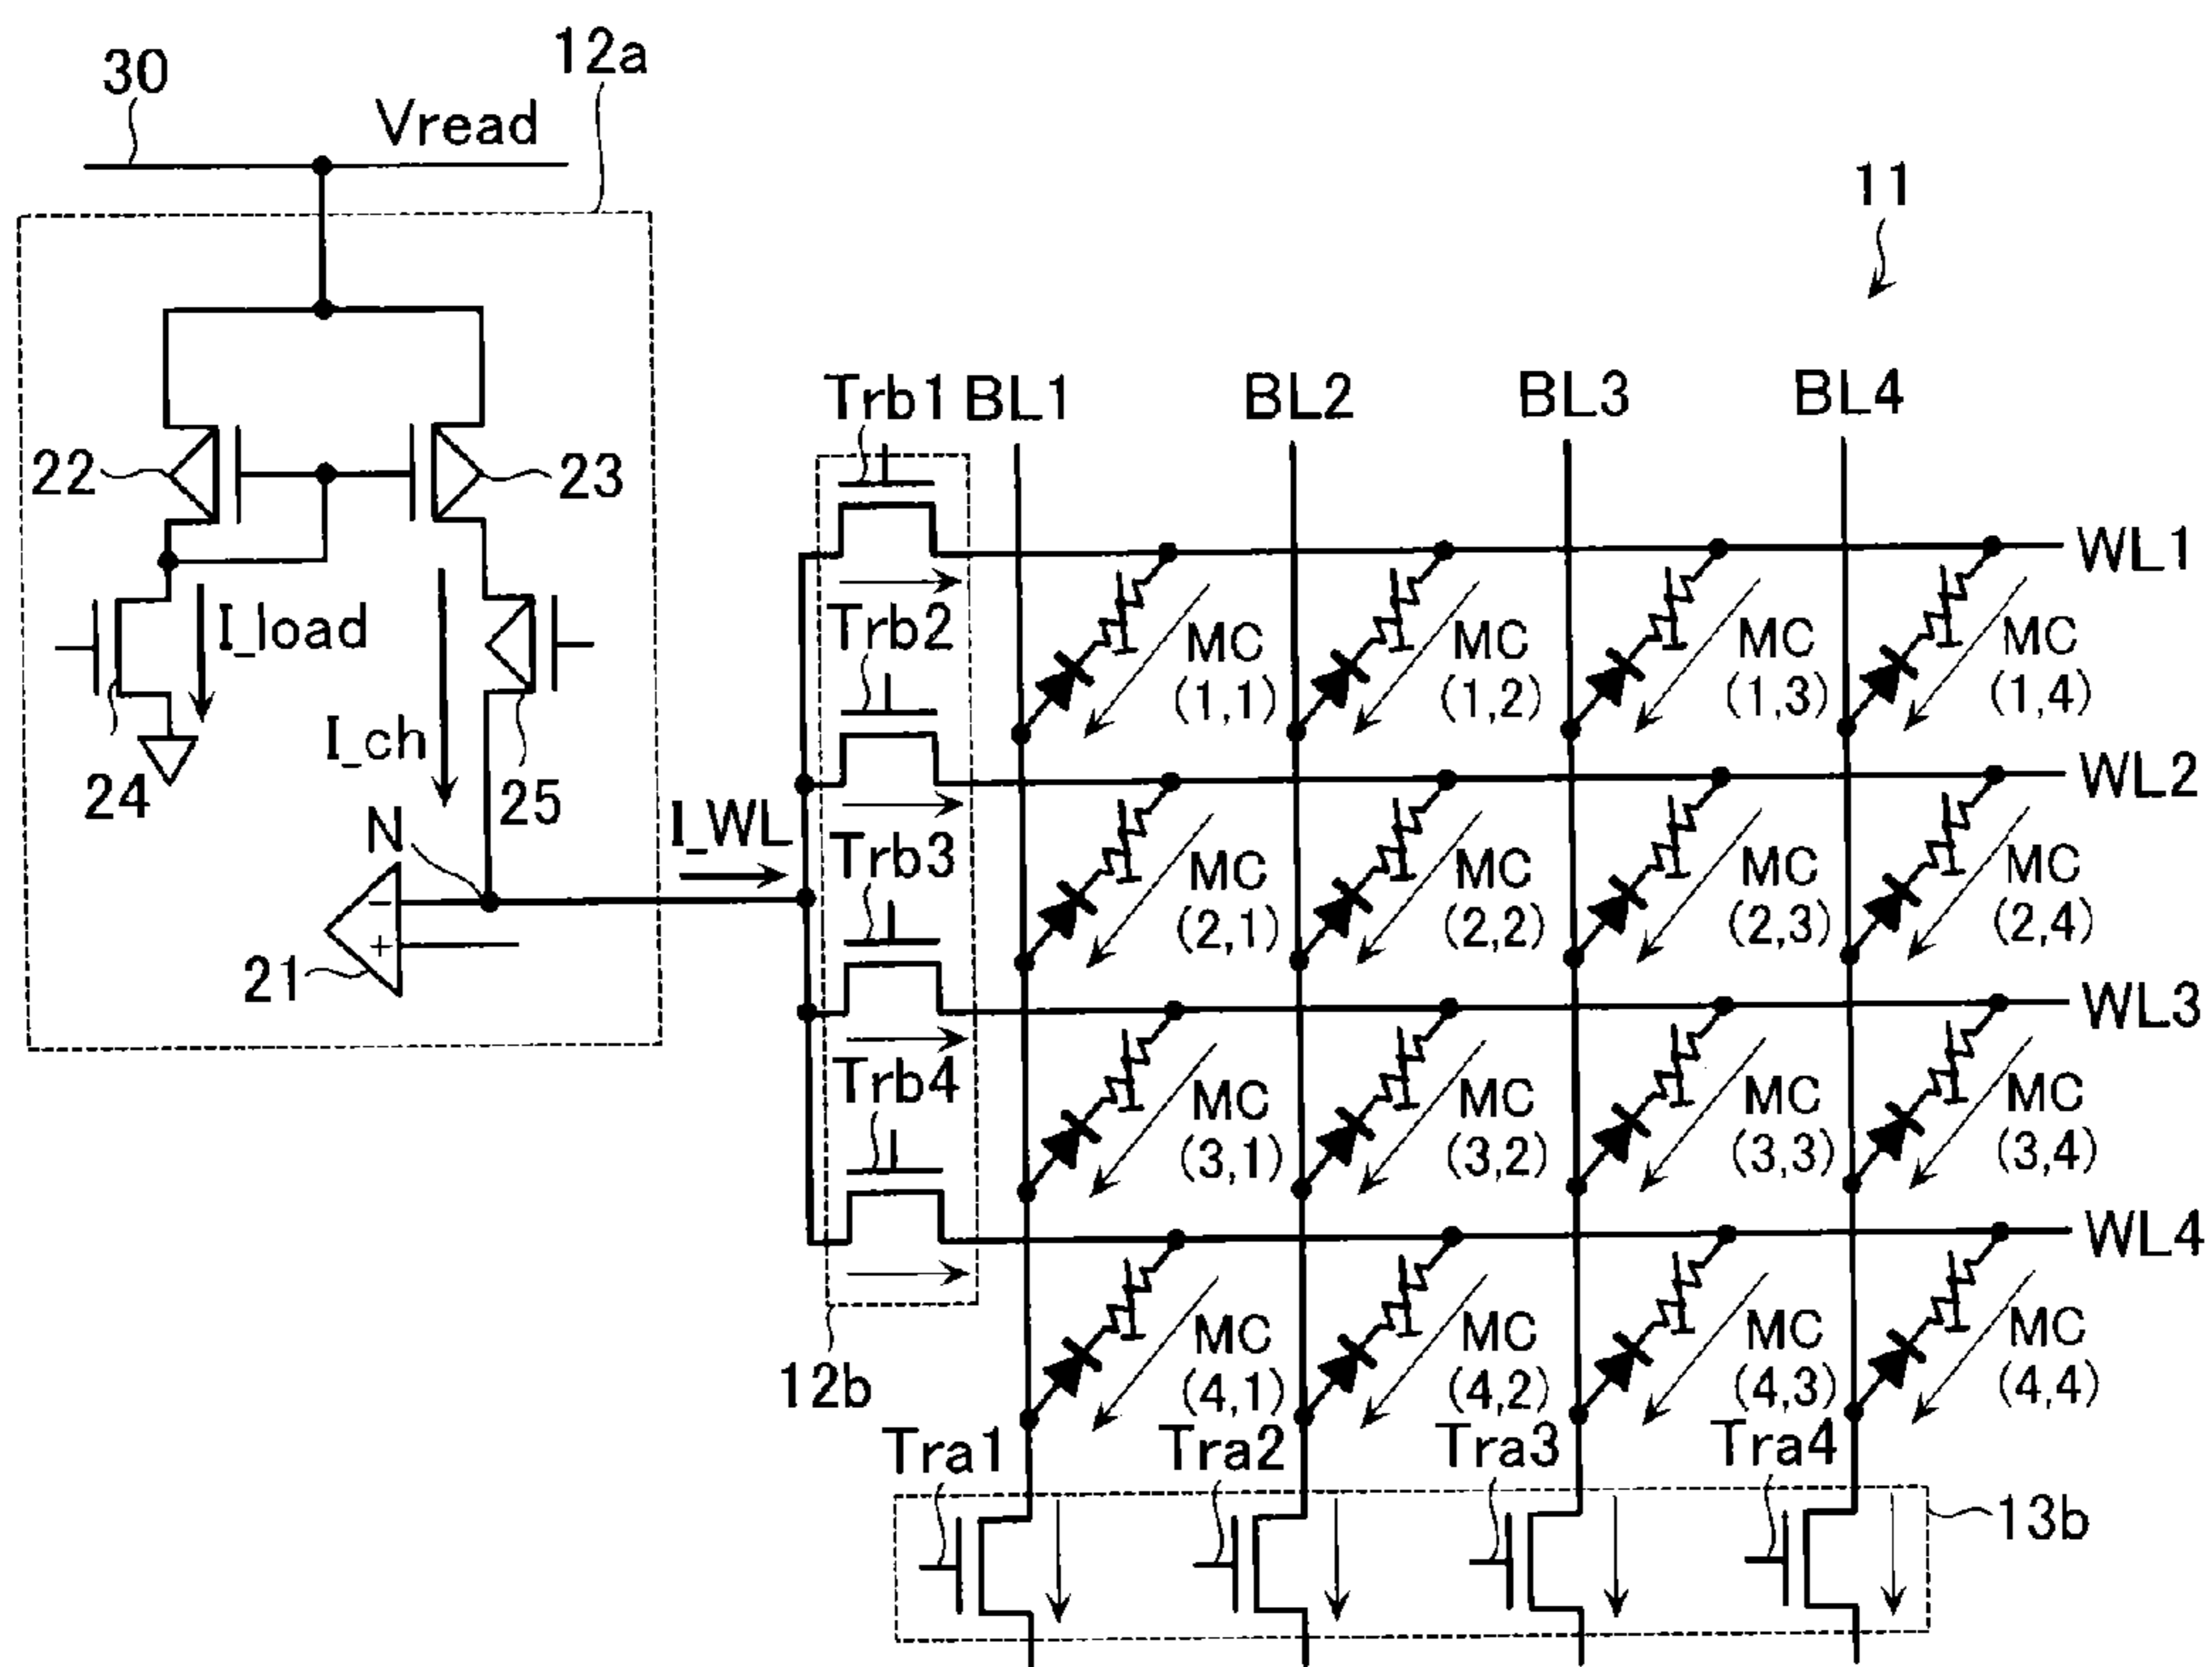 30
12a
Vread
11
Trb1 BL1 BL2 BL3 BL4
22
23
WL1
I_load
Trb2
MC (1,1)
MC (1,2)
MC (1,3)
MC (1,4)
I_ch
24
25
WL2
N
I_WL
Trb3
MC (2,1)
MC (2,2)
MC (2,3)
MC (2,4)
−
+
21
WL3
Trb4
MC (3,1)
MC (3,2)
MC (3,3)
MC (3,4)
WL4
12b
MC (4,1)
MC (4,2)
MC (4,3)
MC (4,4)
Tra1 Tra2 Tra3 Tra4
13b